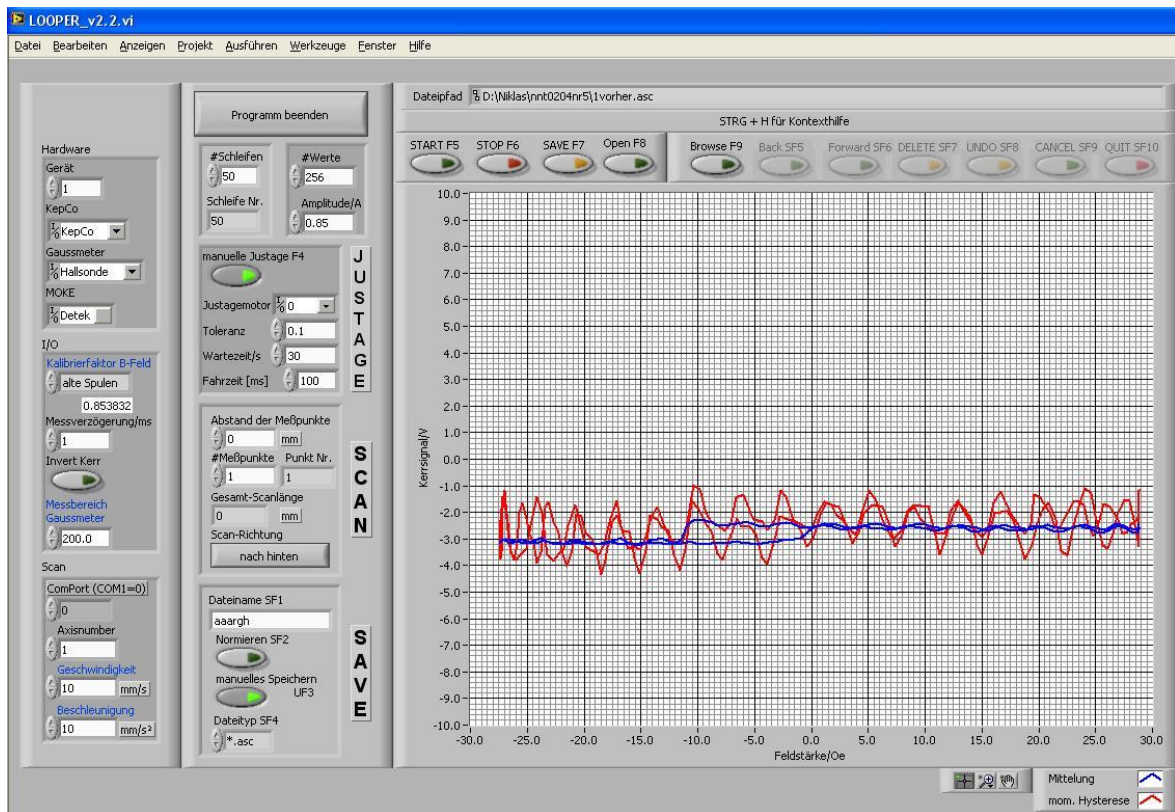 LOOPER_v2.2.vi
Datei Bearbeiten Anzeigen Projekt Ausführen Werkzeuge Fenster Hilfe
Hardware
Gerät
1
KepCo
KepCo
Gaussmeter
Hallsonde
MOKE
Detek
I/O
Kalibrierfaktor B-Feld
alte Spulen
0.853832
Messverzögerung/ms
1
Invert Kerr
Messbereich
Gaussmeter
200.0
Scan
ComPort (COM1=0)
0
Axisnumber
1
Geschwindigkeit
10 mm/s
Beschleunigung
10 mm/s²
Programm beenden
#Schleifen #Werte
50 256
Schleife Nr. Amplitude/A
50 0.85
manuelle Justage F4
Justagemotor 0
Toleranz 0.1
Wartezeit/s 30
Fahrzeit [ms] 100
JUSTAGE
Abstand der Meßpunkte
0 mm
#Meßpunkte Punkt Nr.
1 1
Gesamt-Scanlänge
0 mm
Scan-Richtung
nach hinten
SCAN
Dateiname SF1
aaargh
Normieren SF2
manuelles Speichern
UF3
Dateityp SF4
*.asc
SAVE
Dateipfad D:\Niklas\nnt0204nr5\1vorher.asc
STRG + H für Kontexthilfe
START F5 STOP F6 SAVE F7 Open F8 Browse F9 Back SF5 Forward SF6 DELETE SF7 UNDO SF8 CANCEL SF9 QUIT SF10
Kerrsignal/V
10.0
9.0
8.0
7.0
6.0
5.0
4.0
3.0
2.0
1.0
0.0
-1.0
-2.0
-3.0
-4.0
-5.0
-6.0
-7.0
-8.0
-9.0
-10.0
-30.0 -25.0 -20.0 -15.0 -10.0 -5.0 0.0 5.0 10.0 15.0 20.0 25.0 30.0
Feldstärke/Oe
Mittelung
mom. Hysterese